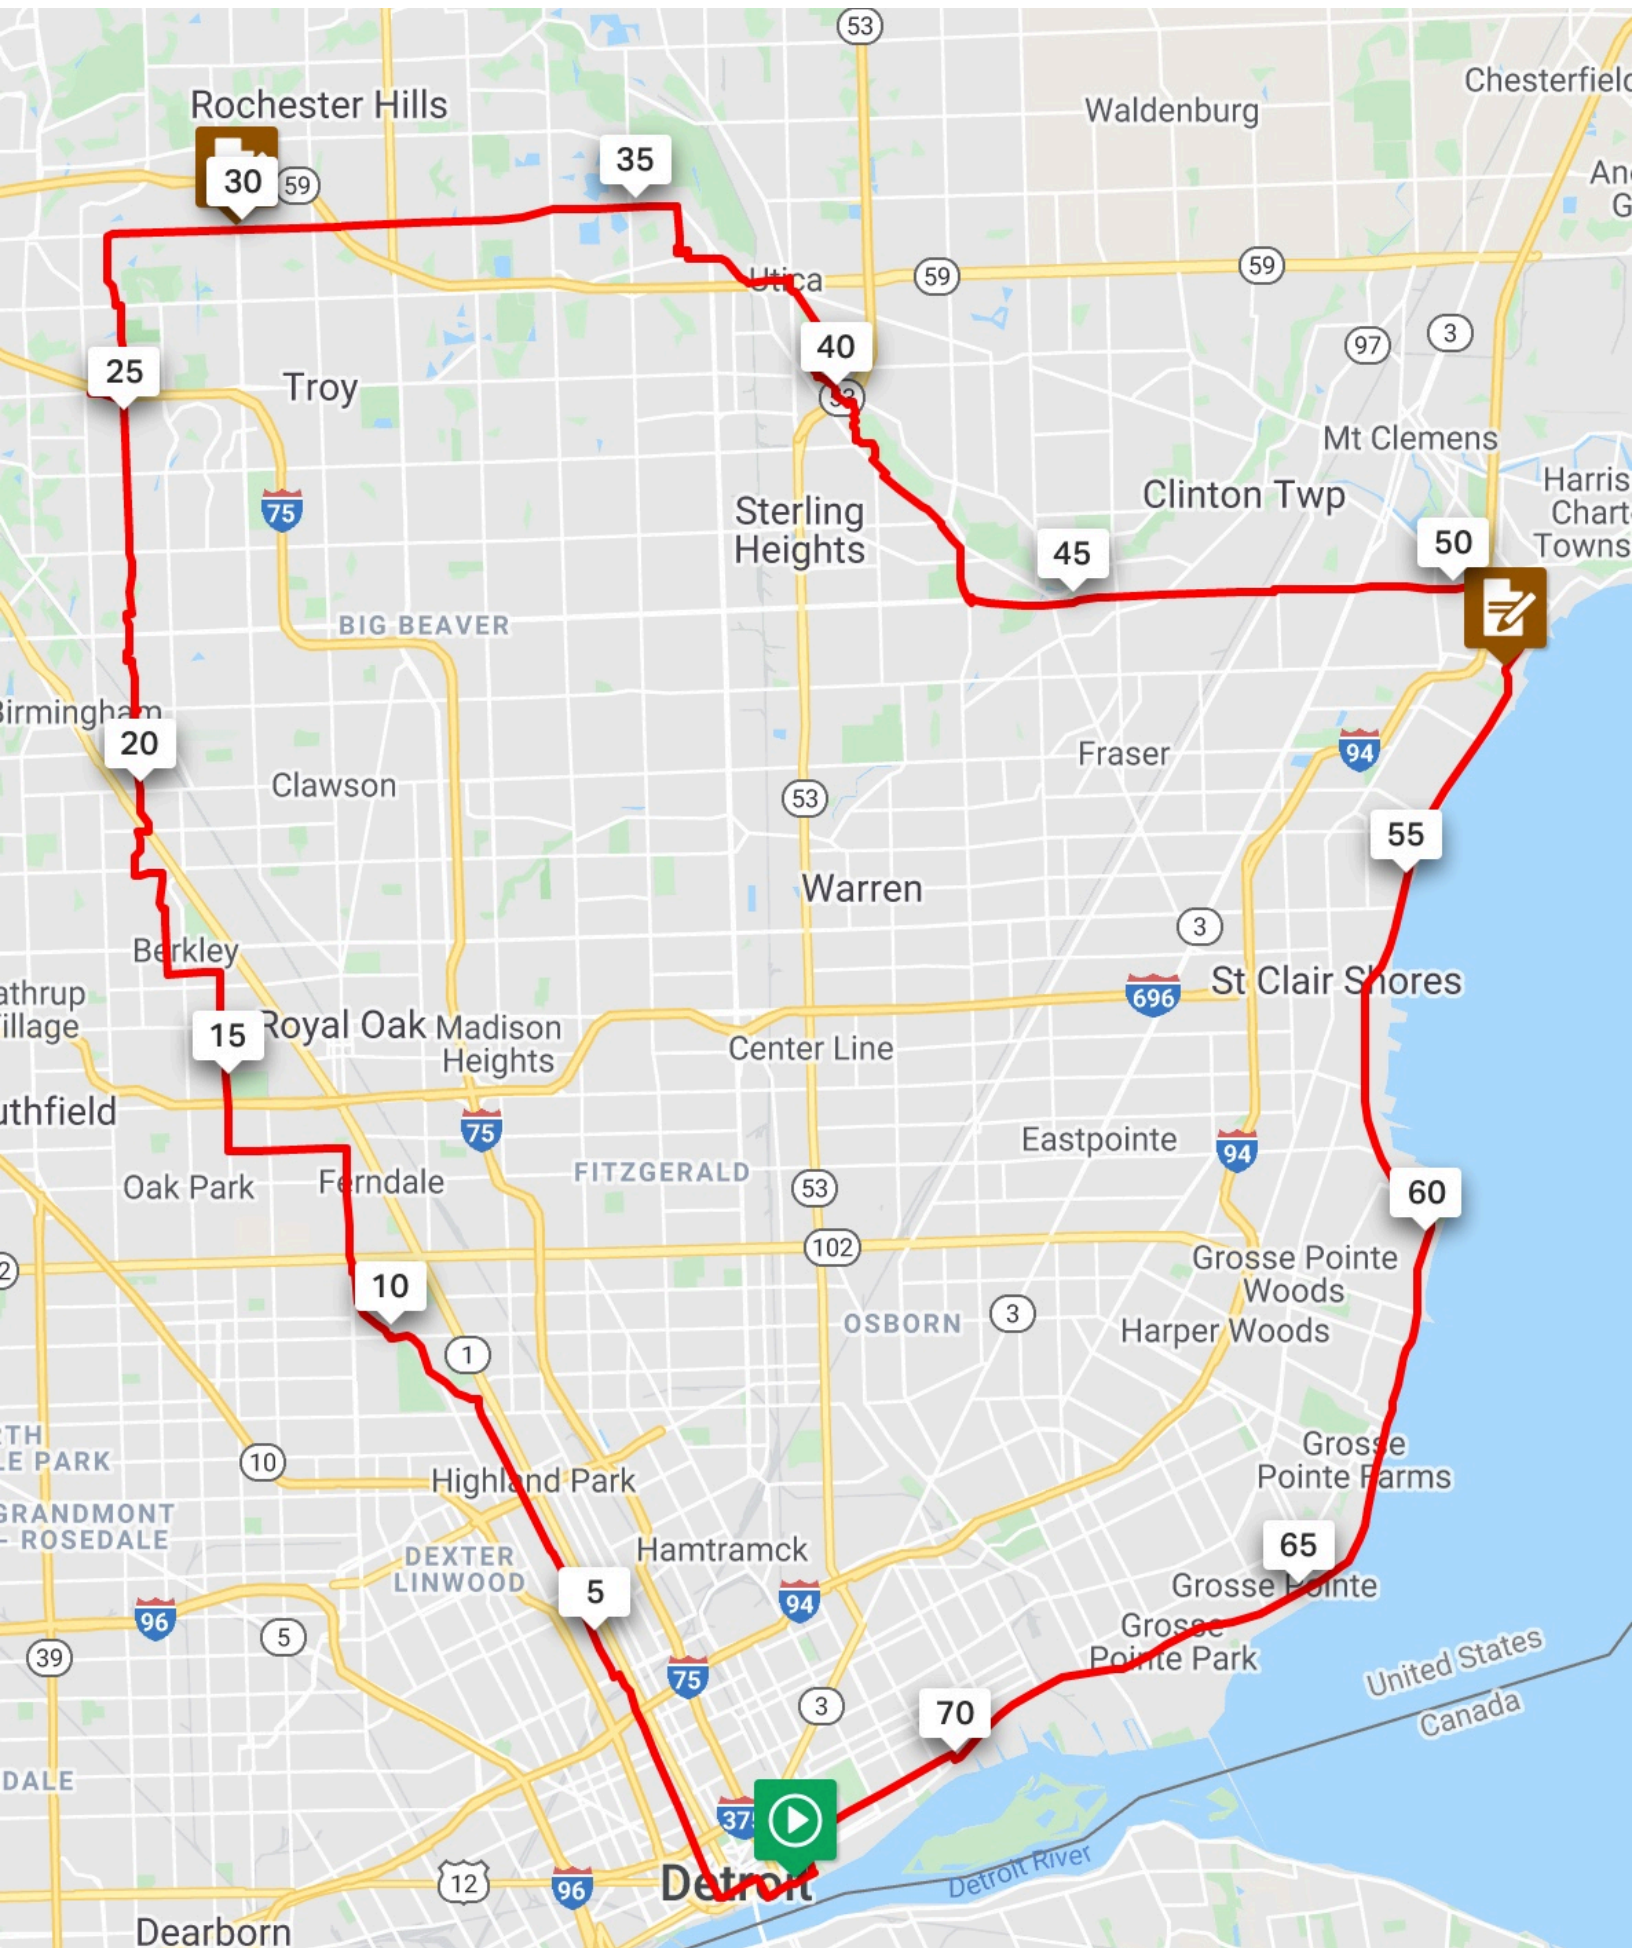 53
Chesterfield
Rochester Hills
Waldenburg
35
30
59
Utica
59
59
40
53
97
3
25
Troy
Mt Clemens
Clinton Twp
75
Sterling
Heights
50
45
BIG BEAVER
Birmingham
20
Clawson
Fraser
94
53
55
Warren
3
Berkley
St Clair Shores
696
15
Royal Oak
Madison
Heights
Center Line
75
Eastpointe
94
Oak Park
Ferndale
FITZGERALD
53
60
102
Grosse Pointe
Woods
10
OSBORN
3
Harper Woods
1
Grosse
Pointe Farms
10
Highland Park
GRANDMONT
- ROSEDALE
DEXTER
LINWOOD
Hamtramck
65
Grosse Pointe
5
94
96
5
Grosse
Pointe Park
39
75
United States
Canada
3
70
375
Detroit River
12
96
Detroit
Dearborn